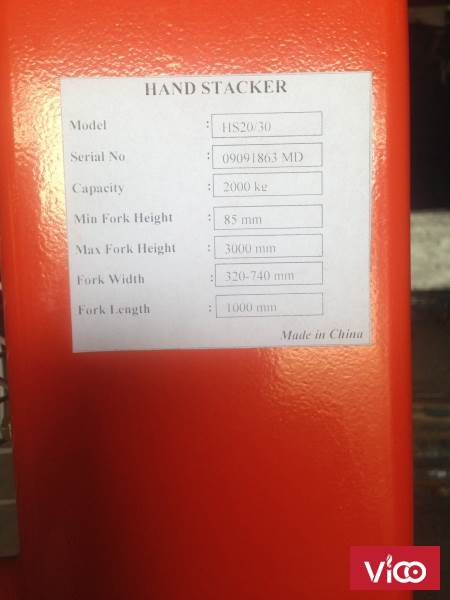 HAND STACKER
Model : HS20/30
Serial No : 09091863 MD
Capacity : 2000 kg
Min Fork Height : 85 mm
Max Fork Height : 3000 mm
Fork Width : 320-740 mm
Fork Length : 1000 mm
Made in China
ViCO